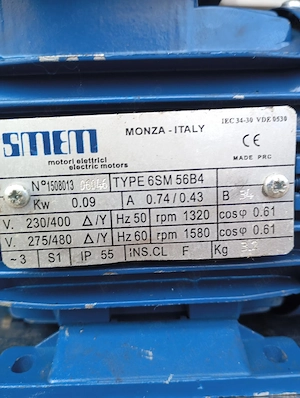 SMEM
MONZA - ITALY
IEC 34-30 VDE 0530
motori elettrici
electric motors
CE
MADE PRC
N° 1508013 TYPE 6SM 56B4
Kw 0.09 A 0.74 / 0.43 B 34
V. 230/400 Δ/Y Hz 50 rpm 1320 cosφ 0.61
V. 275/480 Δ/Y Hz 60 rpm 1580 cosφ 0.61
~ 3 S1 IP 55 INS.CL F Kg